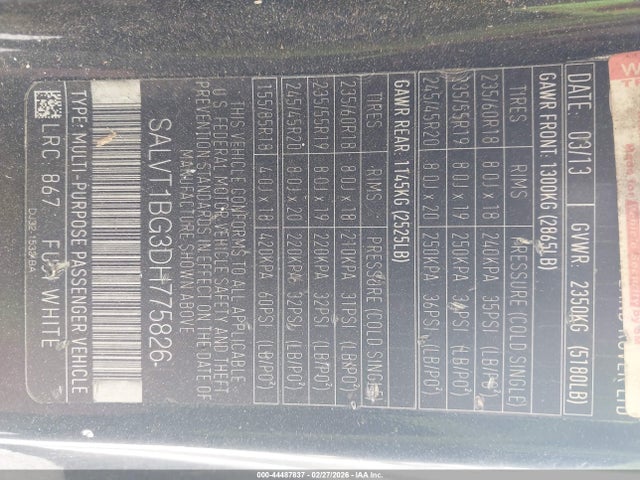 DATE: 03/13 GVWR: 2350KG (5180LB)
GAWR FRONT: 1300KG (2865LB)
TIRES RIMS PRESSURE (COLD SINGLE)
235/60R18 8.0J x 18 240KPA 35PSI (LB/PO²)
235/55R19 8.0J x 19 250KPA 34PSI (LB/PO²)
245/45R20 8.0J x 20 250KPA 36PSI (LB/PO²)
GAWR REAR: 1145KG (2525LB)
TIRES RIMS PRESSURE (COLD SINGLE)
235/60R18 8.0J x 18 210KPA 31PSI (LB/PO²)
235/55R19 8.0J x 19 220KPA 32PSI (LB/PO²)
245/45R20 8.0J x 20 220KPA 32PSI (LB/PO²)
155/85R18 4.0J x 18 420KPA 60PSI (LB/PO²)
THIS VEHICLE CONFORMS TO ALL APPLICABLE
U.S. FEDERAL MOTOR VEHICLE SAFETY AND THEFT
PREVENTION STANDARDS IN EFFECT ON THE DATE OF
MANUFACTURE SHOWN ABOVE
SALVT1BG3DH775826
TYPE: MULTI-PURPOSE PASSENGER VEHICLE
LRC: 867 FUJI WHITE
000-44487837 - 02/27/2026 - IAA Corp.